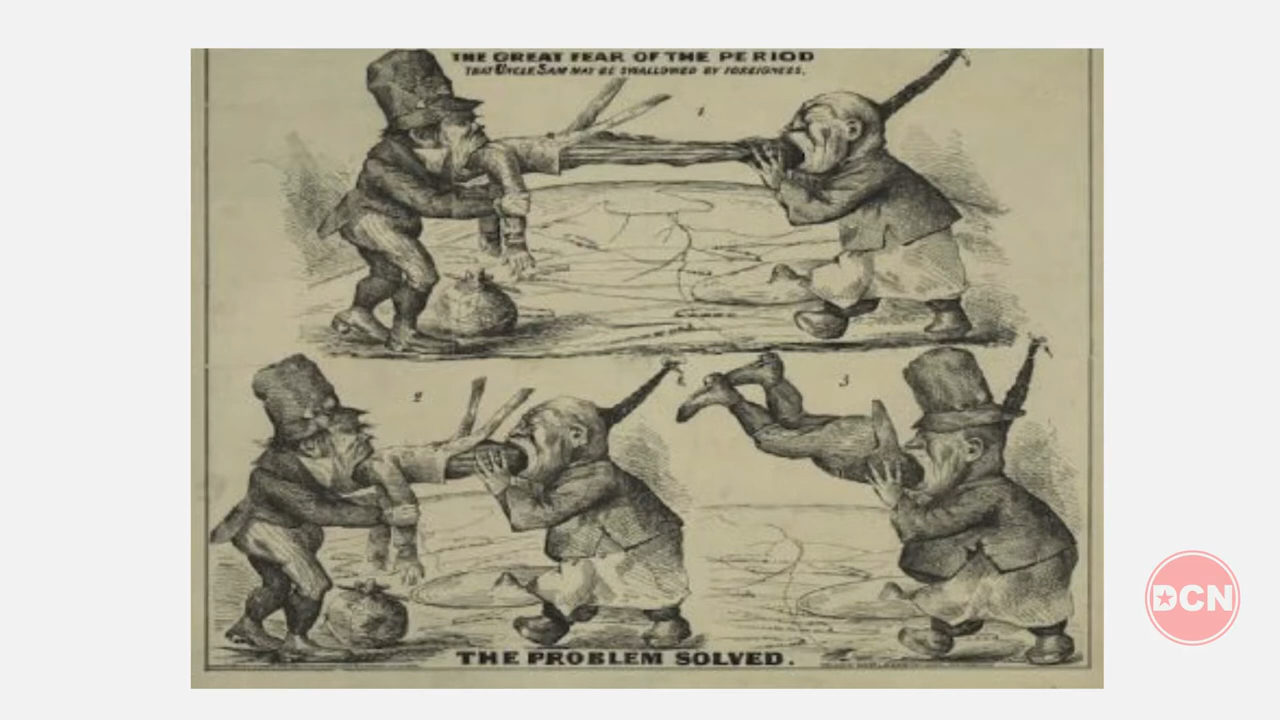 THE GREAT FEAR OF THE PERIOD
THAT UNCLE SAM MAY BE SWALLOWED BY FOREIGNERS.
1
2
3
THE PROBLEM SOLVED.
DCN